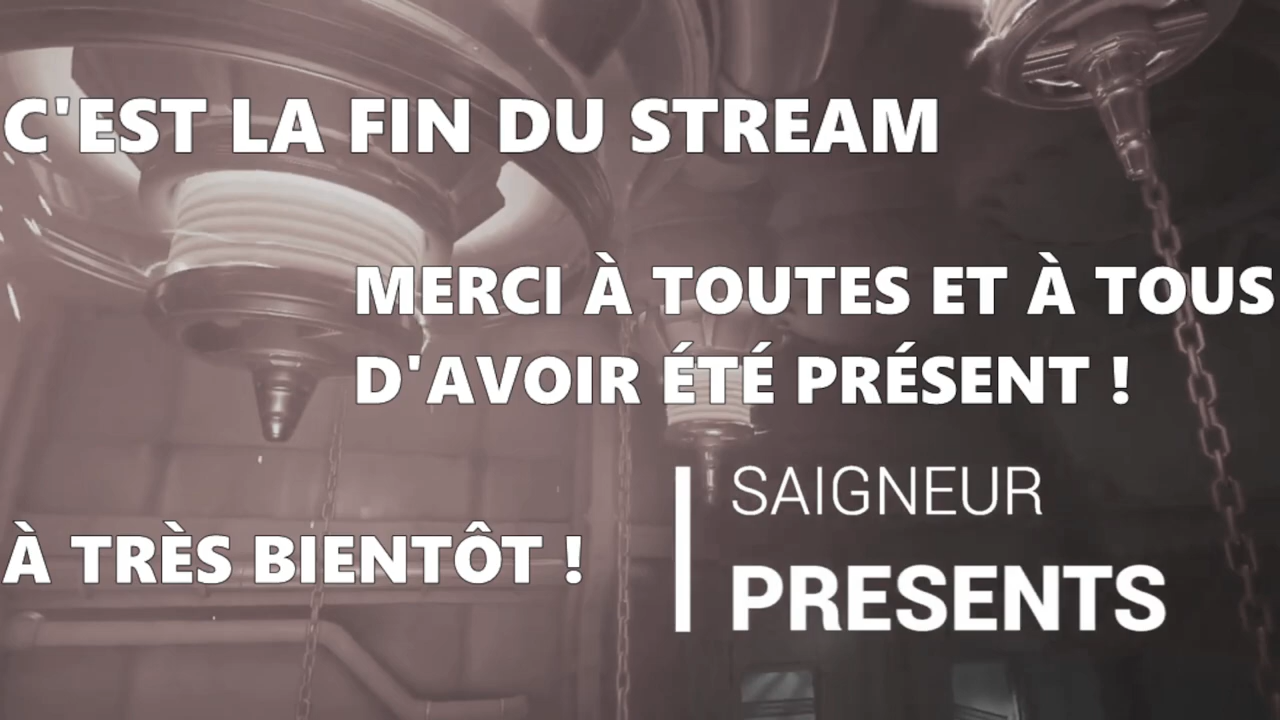 C'EST LA FIN DU STREAM
MERCI À TOUTES ET À TOUS
D'AVOIR ÉTÉ PRÉSENT !
SAIGNEUR
À TRÈS BIENTÔT !
PRESENTS